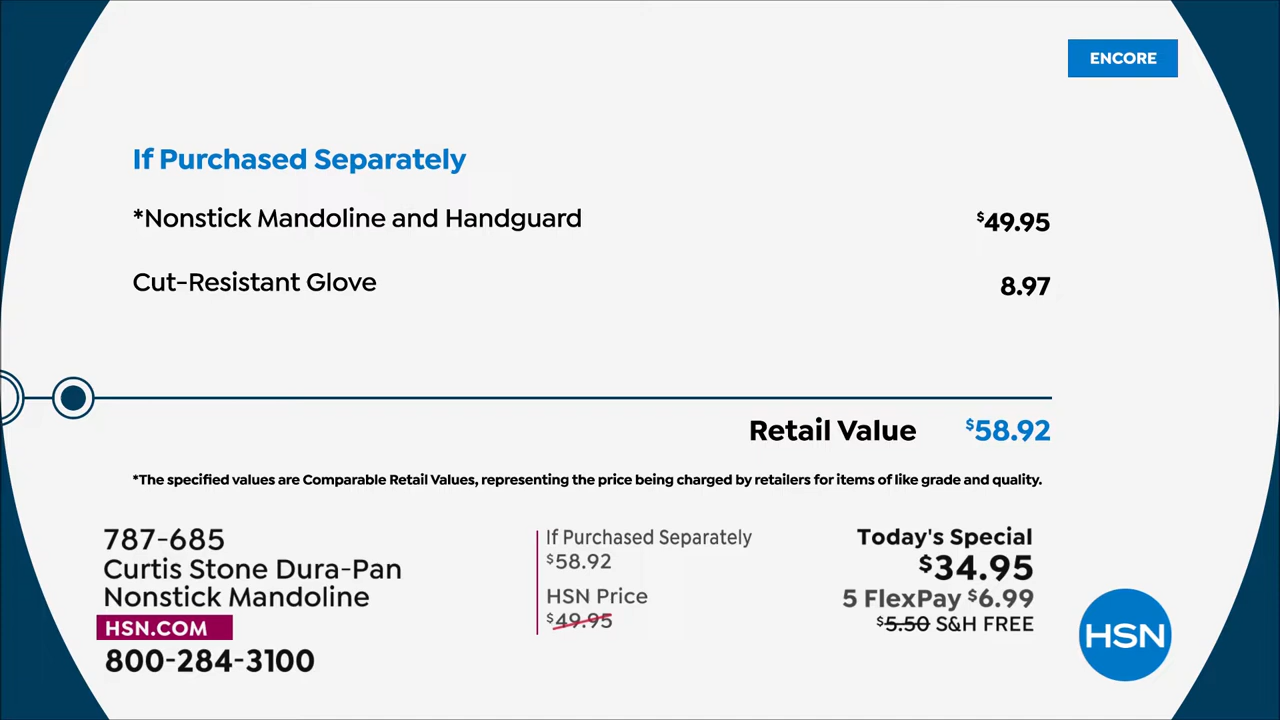 ENCORE
If Purchased Separately
*Nonstick Mandoline and Handguard $49.95
Cut-Resistant Glove 8.97
Retail Value $58.92
*The specified values are Comparable Retail Values, representing the price being charged by retailers for items of like grade and quality.
787-685
Curtis Stone Dura-Pan
Nonstick Mandoline
HSN.COM
800-284-3100
If Purchased Separately
$58.92
HSN Price
$49.95
Today's Special
$34.95
5 FlexPay $6.99
$5.50 S&H FREE
HSN